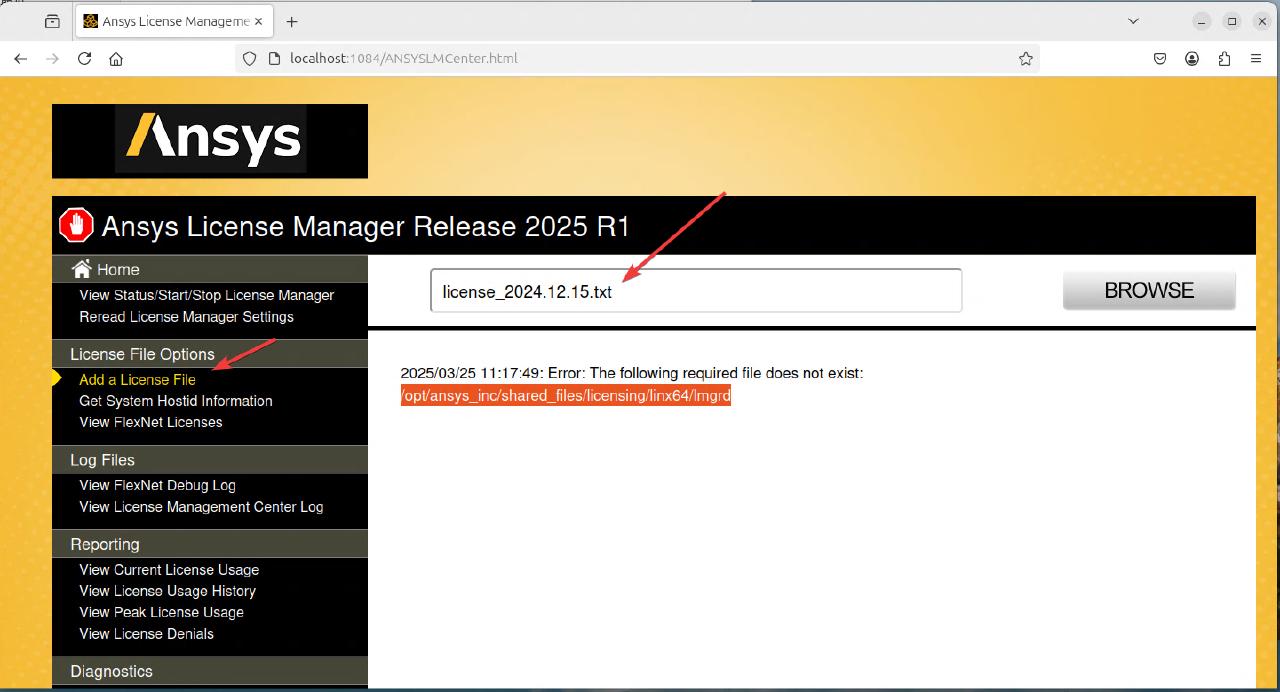 Ansys License Manageme
localhost:1084/ANSYSLMCenter.html
Ansys
Ansys License Manager Release 2025 R1
Home
View Status/Start/Stop License Manager
Reread License Manager Settings
License File Options
Add a License File
Get System Hostid Information
View FlexNet Licenses
Log Files
View FlexNet Debug Log
View License Management Center Log
Reporting
View Current License Usage
View License Usage History
View Peak License Usage
View License Denials
Diagnostics
license_2024.12.15.txt
BROWSE
2025/03/25 11:17:49: Error: The following required file does not exist:
/opt/ansys_inc/shared_files/licensing/linx64/lmgrd